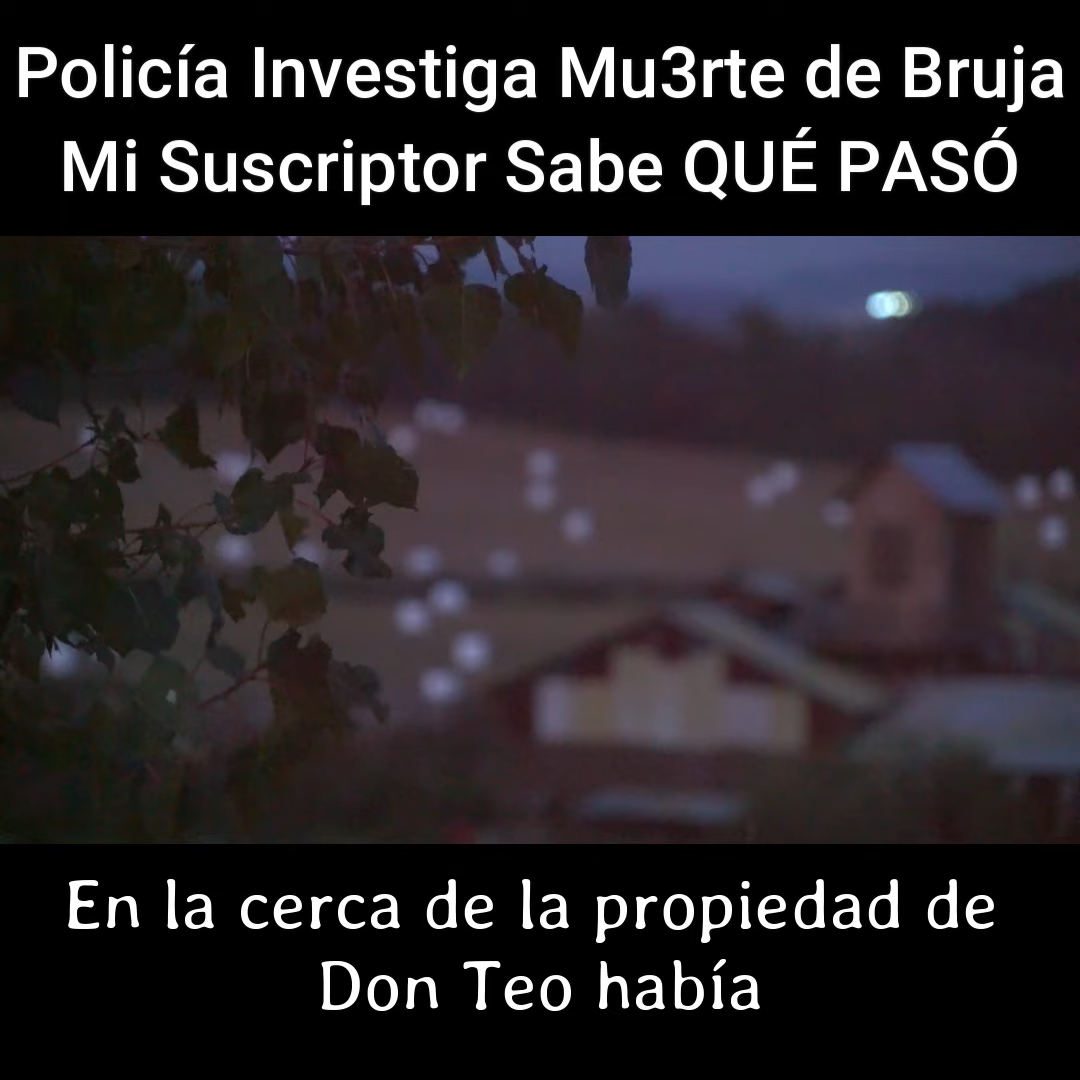 Policía Investiga Mu3rte de Bruja
Mi Suscriptor Sabe QUÉ PASÓ
En la cerca de la propiedad de
Don Teo había